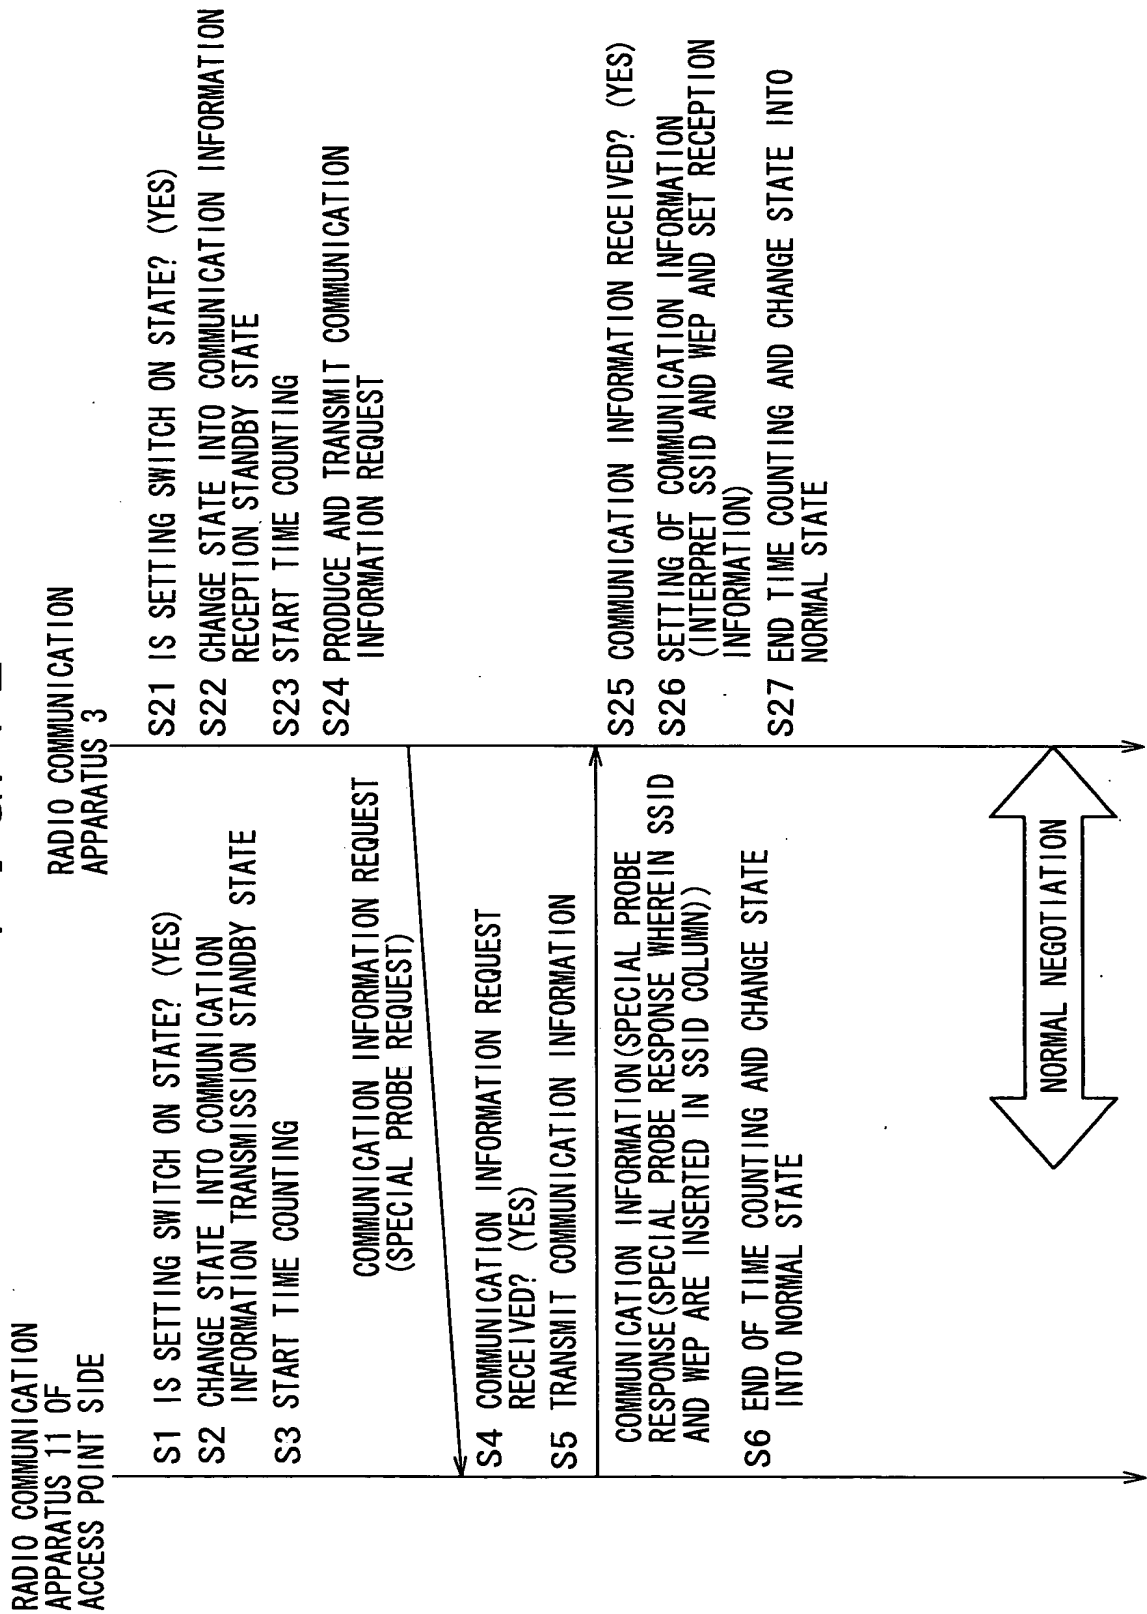 RADIO COMMUNICATION
APPARATUS 11 OF
ACCESS POINT SIDE
RADIO COMMUNICATION
APPARATUS 3
S1 IS SETTING SWITCH ON STATE? (YES)
S2 CHANGE STATE INTO COMMUNICATION
INFORMATION TRANSMISSION STANDBY STATE
S3 START TIME COUNTING
S21 IS SETTING SWITCH ON STATE? (YES)
S22 CHANGE STATE INTO COMMUNICATION INFORMATION
RECEPTION STANDBY STATE
S23 START TIME COUNTING
S24 PRODUCE AND TRANSMIT COMMUNICATION
INFORMATION REQUEST
COMMUNICATION INFORMATION REQUEST
(SPECIAL PROBE REQUEST)
S4 COMMUNICATION INFORMATION REQUEST
RECEIVED? (YES)
S5 TRANSMIT COMMUNICATION INFORMATION
COMMUNICATION INFORMATION(SPECIAL PROBE
RESPONSE(SPECIAL PROBE RESPONSE WHEREIN SSID
AND WEP ARE INSERTED IN SSID COLUMN))
S6 END OF TIME COUNTING AND CHANGE STATE
INTO NORMAL STATE
S25 COMMUNICATION INFORMATION RECEIVED? (YES)
S26 SETTING OF COMMUNICATION INFORMATION
(INTERPRET SSID AND WEP AND SET RECEPTION
INFORMATION)
S27 END TIME COUNTING AND CHANGE STATE INTO
NORMAL STATE
NORMAL NEGOTIATION